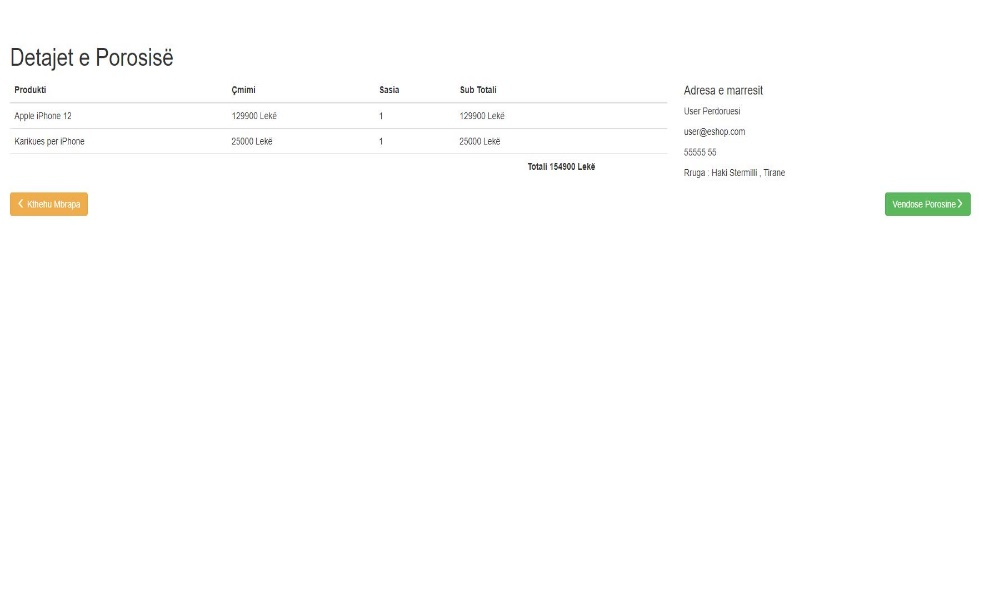 Detajet e Porosisë
Produkti Çmimi Sasia Sub Totali
Apple iPhone 12 129900 Lekë 1 129900 Lekë
Karikues per iPhone 25000 Lekë 1 25000 Lekë
Totali 154900 Lekë
Adresa e marresit
User Perdoruesi
user@eshop.com
55555 55
Rruga : Haki Stermilli , Tirane
Kthehu Mbrapa
Vendose Porosine